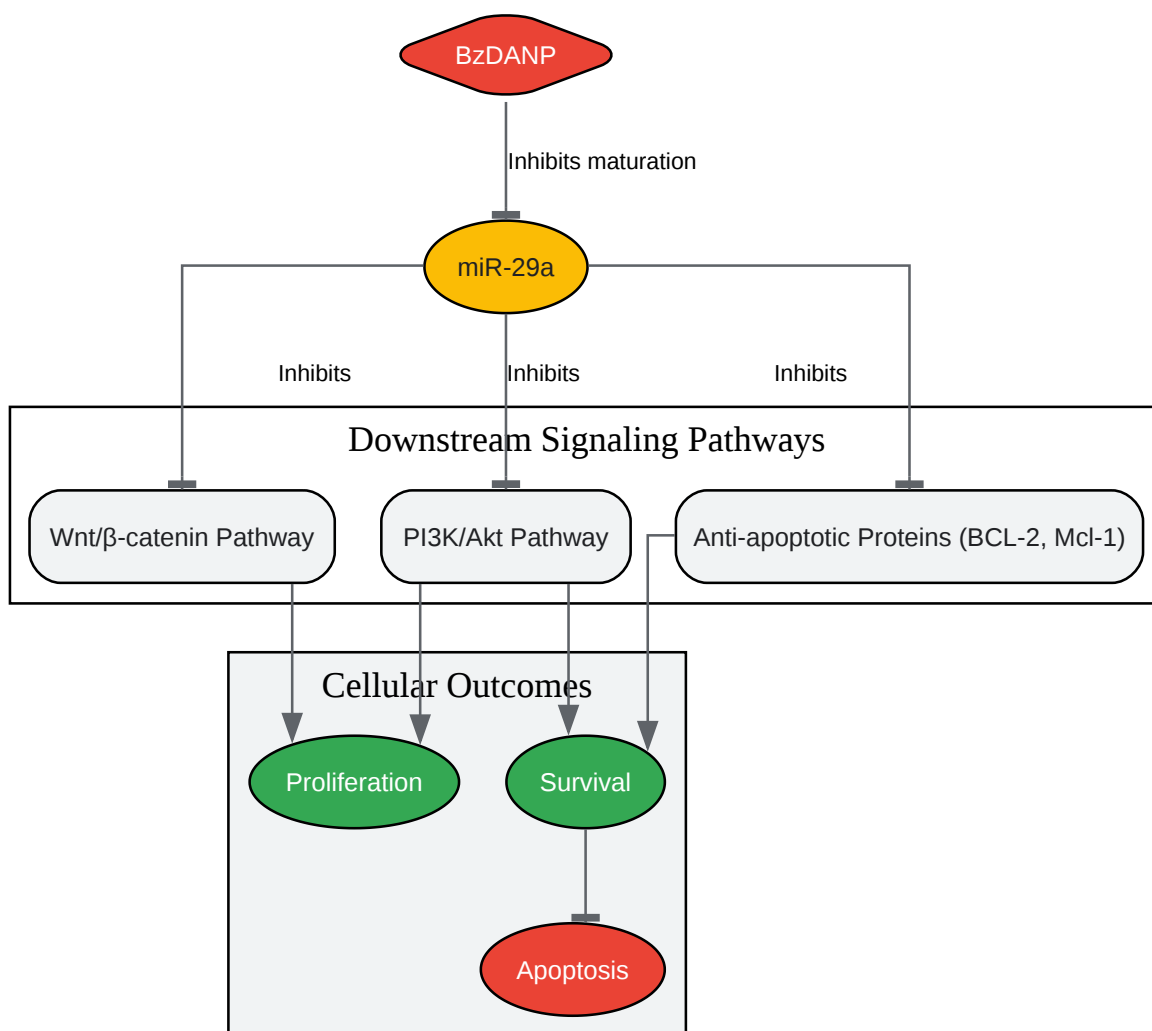 BzDANP
Inhibits maturation
miR-29a
Inhibits
Inhibits
Inhibits
Downstream Signaling Pathways
Wnt/β-catenin Pathway
PI3K/Akt Pathway
Anti-apoptotic Proteins (BCL-2, Mcl-1)
Cellular Outcomes
Proliferation
Survival
Apoptosis